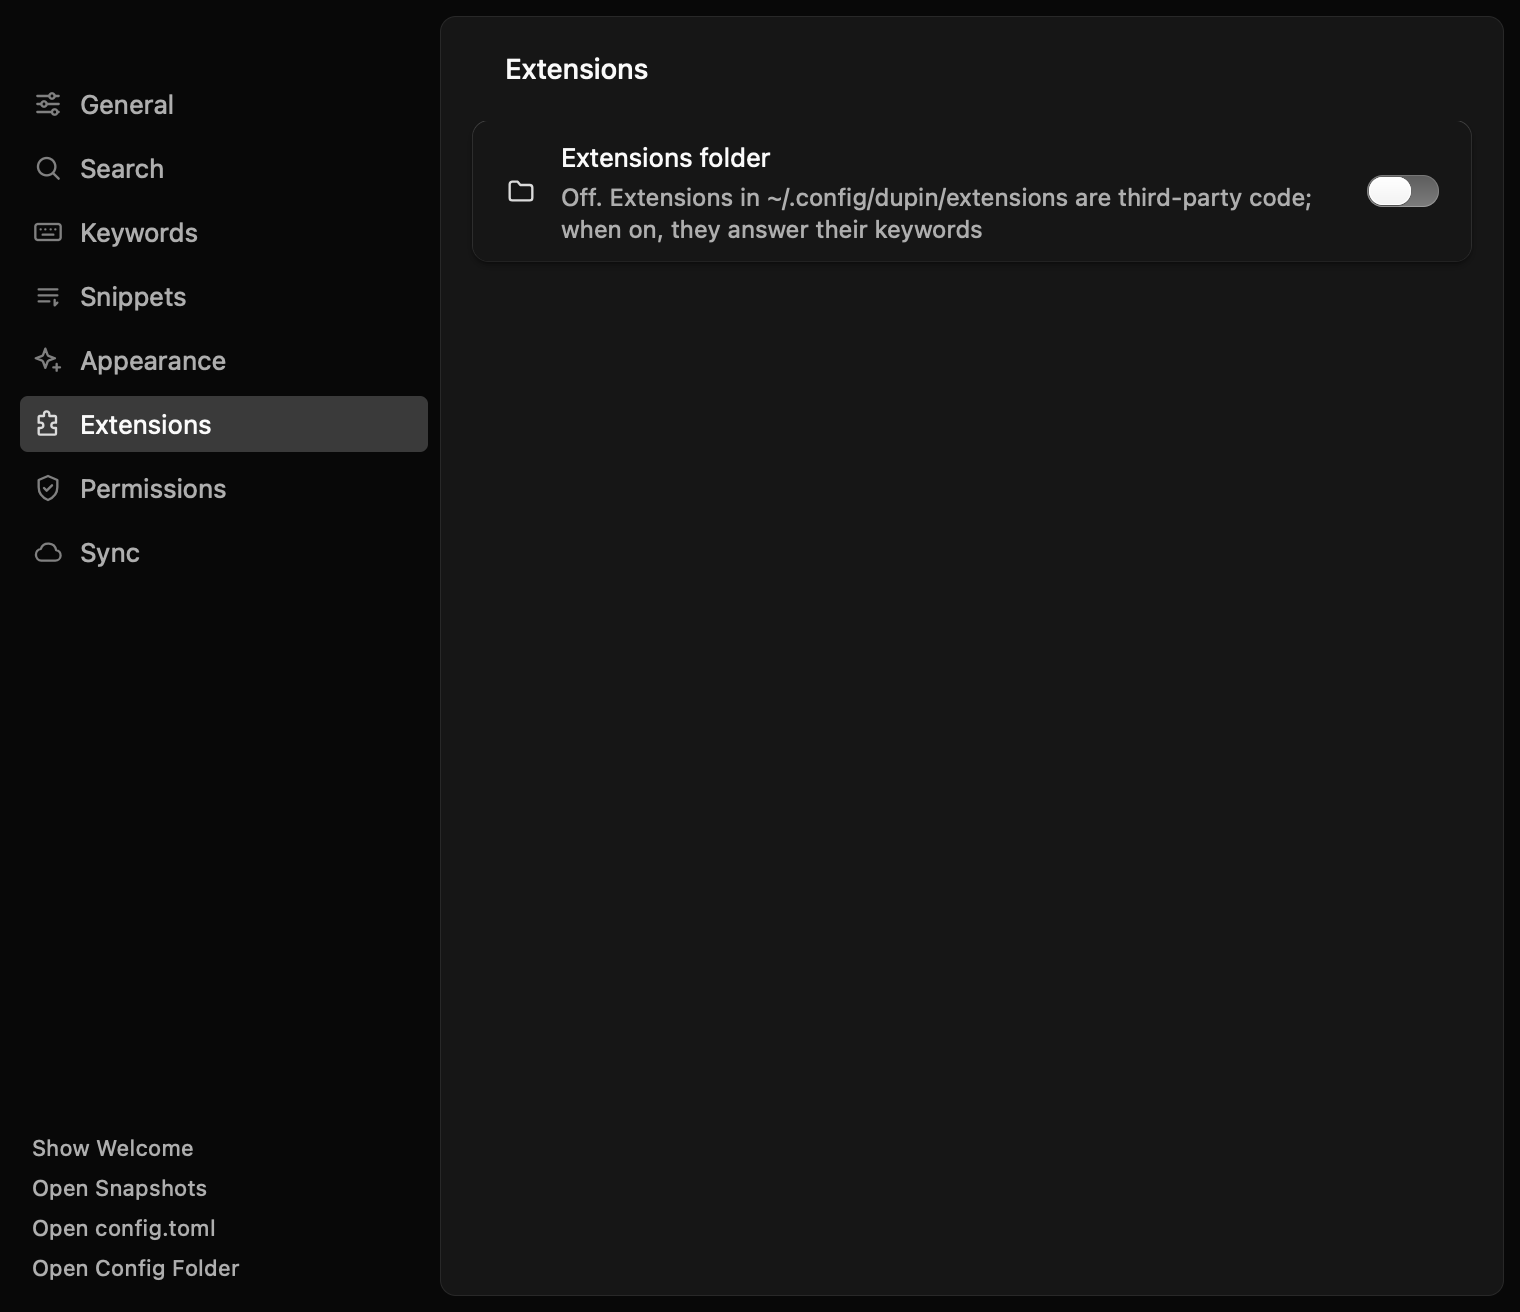 General
Search
Keywords
Snippets
Appearance
Extensions
Permissions
Sync
Show Welcome
Open Snapshots
Open config.toml
Open Config Folder
Extensions
Extensions folder
Off. Extensions in ~/.config/dupin/extensions are third-party code;
when on, they answer their keywords